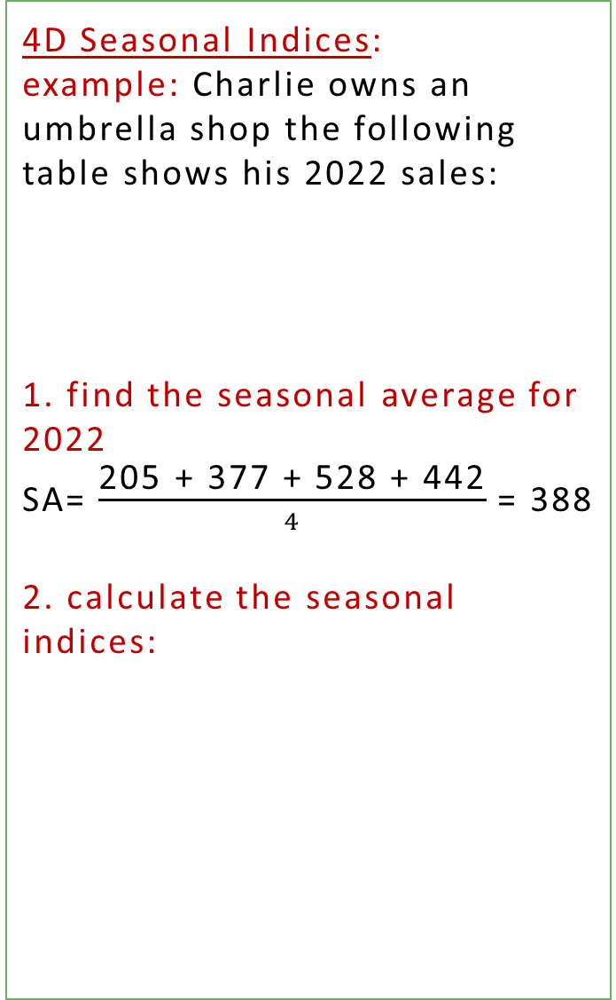 4D Seasonal Indices:
example: Charlie owns an
umbrella shop the following
table shows his 2022 sales:
1. find the seasonal average for
2022
SA= (205 + 377 + 528 + 442)/4 = 388
2. calculate the seasonal
indices: